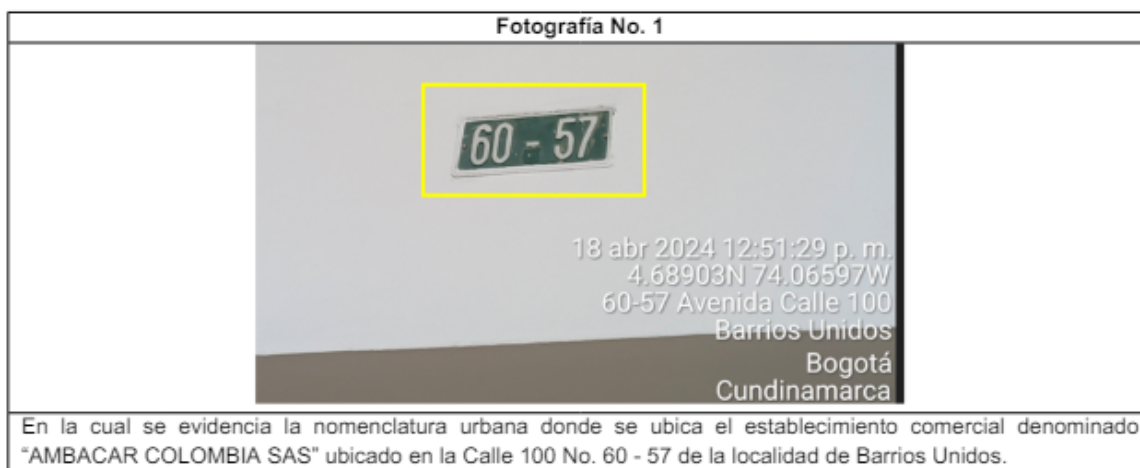 Fotografía No. 1
60 - 57
18 abr 2024 12:51:29 p. m.
4.68903N 74.06597W
60-57 Avenida Calle 100
Barrios Unidos
Bogotá
Cundinamarca
En la cual se evidencia la nomenclatura urbana donde se ubica el establecimiento comercial denominado
“AMBACAR COLOMBIA SAS" ubicado en la Calle 100 No. 60 - 57 de la localidad de Barrios Unidos.